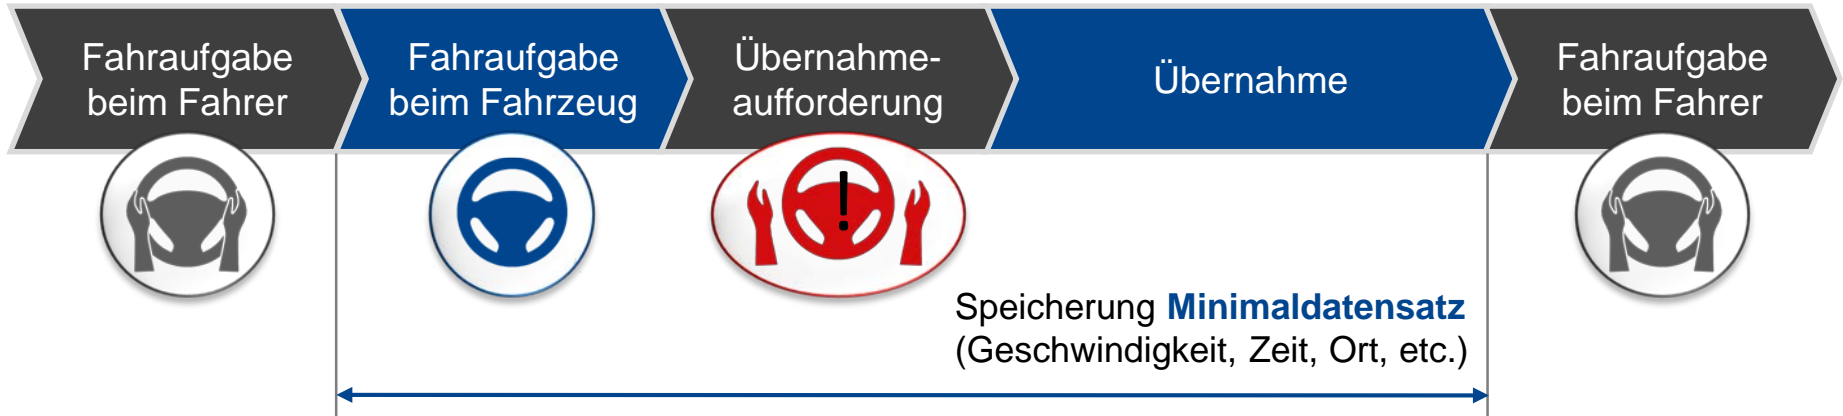 Fahraufgabe
beim Fahrer
Fahraufgabe
beim Fahrzeug
Übernahme-
aufforderung
Übernahme
Fahraufgabe
beim Fahrer
!
Speicherung Minimaldatensatz
(Geschwindigkeit, Zeit, Ort, etc.)